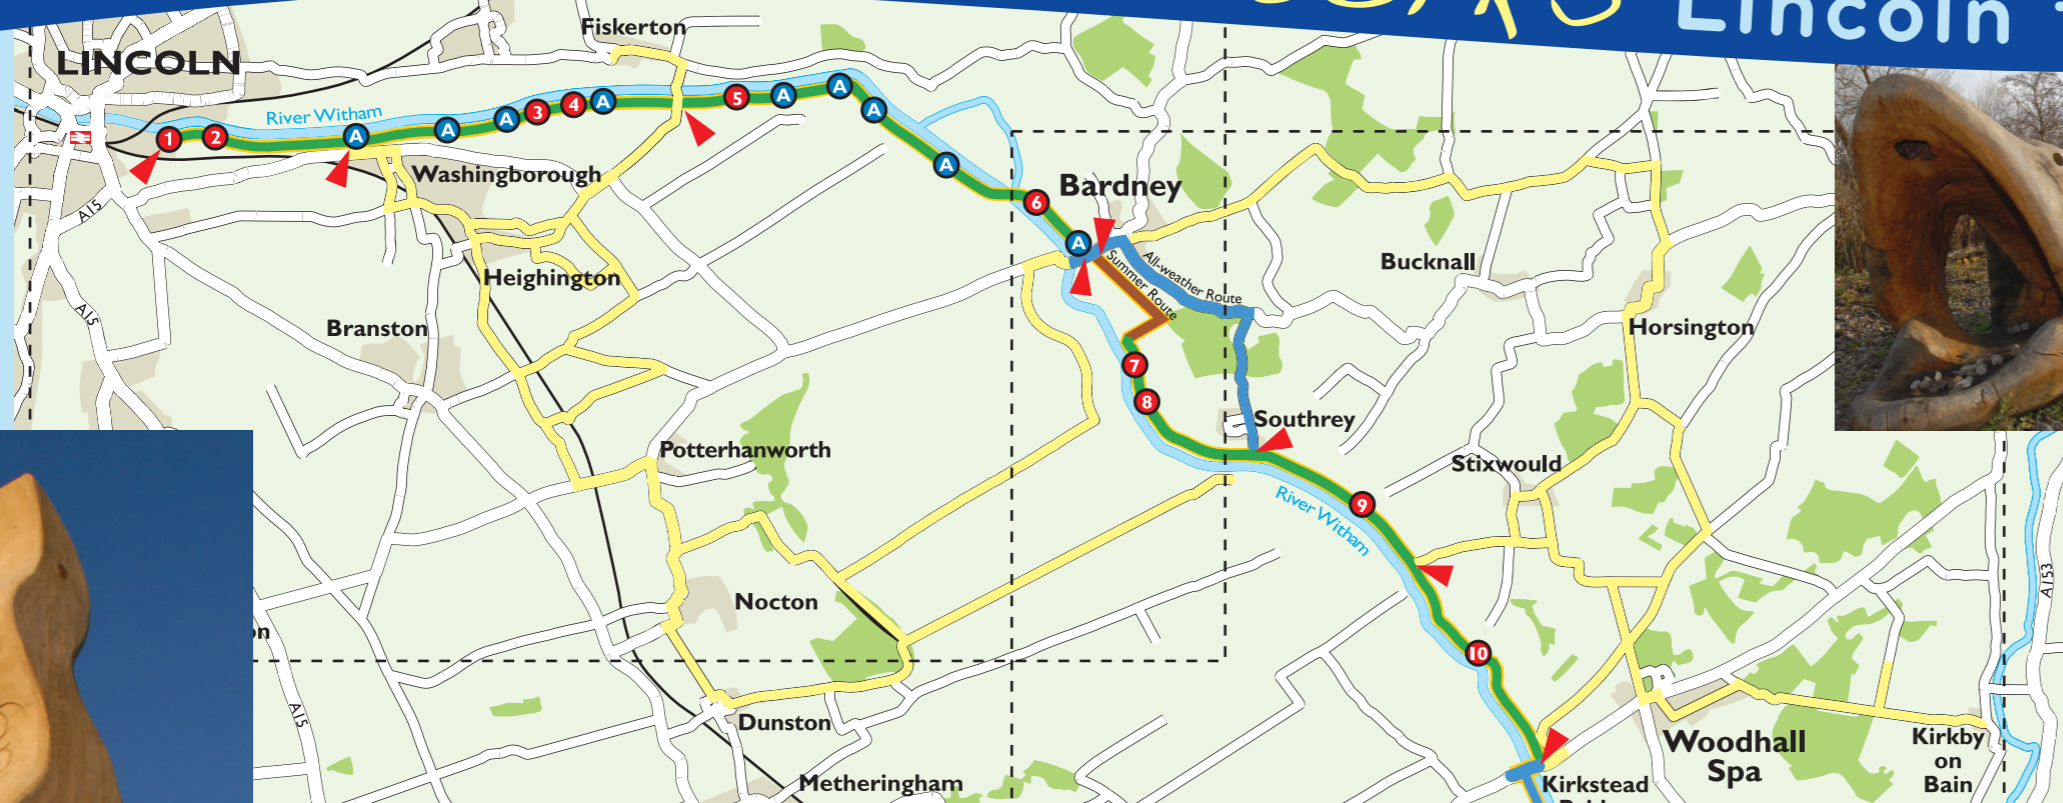 Lincoln
Fiskerton
LINCOLN
River Witham
1
2
A
A
A
3
4
A
5
A
A
A
A
6
A
Washingborough
Bardney
A15
Heighington
Summer Route
All-weather Route
Bucknall
A15
Branston
Horsington
7
8
Southrey
Potterhanworth
Stixwould
9
River Witham
A153
Nocton
on
10
A15
Dunston
Woodhall
Spa
Kirkby
on
Bain
Metheringham
Kirkstead